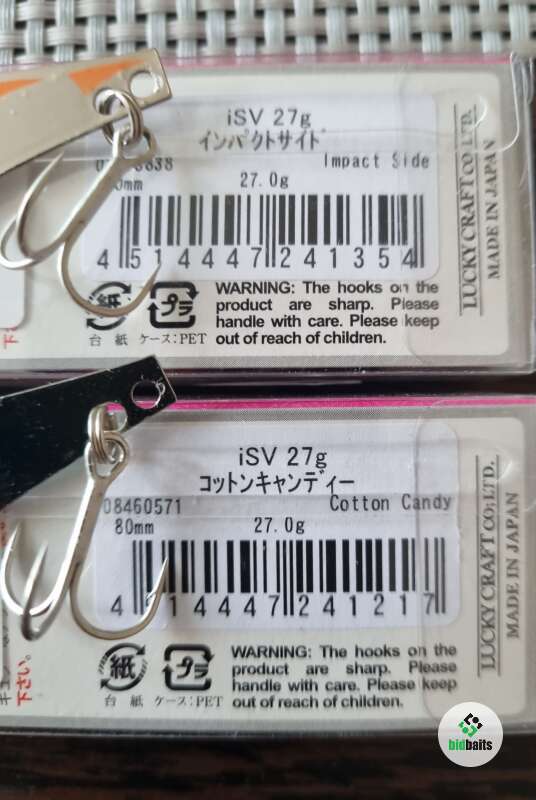 iSV 27g
インパクトサイド
Impact Side
27.0g
4 514447 241354
紙
プラ
台紙 ケース:PET
WARNING: The hooks on the
product are sharp. Please
handle with care. Please keep
out of reach of children.
LUCKY CRAFT CO., LTD.
MADE IN JAPAN
iSV 27g
コットンキャンディー
08460571
Cotton Candy
80mm
27.0g
4 514447 241217
紙
プラ
台紙 ケース:PET
WARNING: The hooks on the
product are sharp. Please
handle with care. Please keep
out of reach of children.
LUCKY CRAFT CO., LTD.
MADE IN JAPAN
下さい。
bidbaits